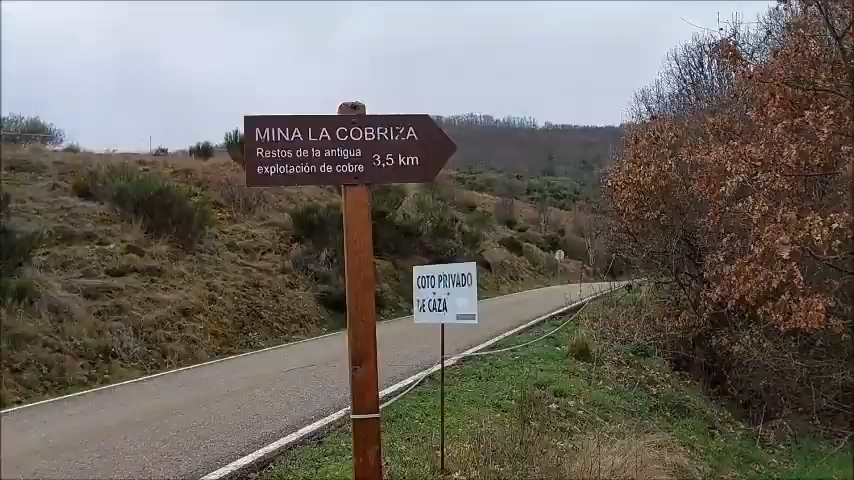 MINA LA COBRIZA
Restos de la antigua
explotación de cobre 3,5 km
COTO PRIVADO
DE CAZA